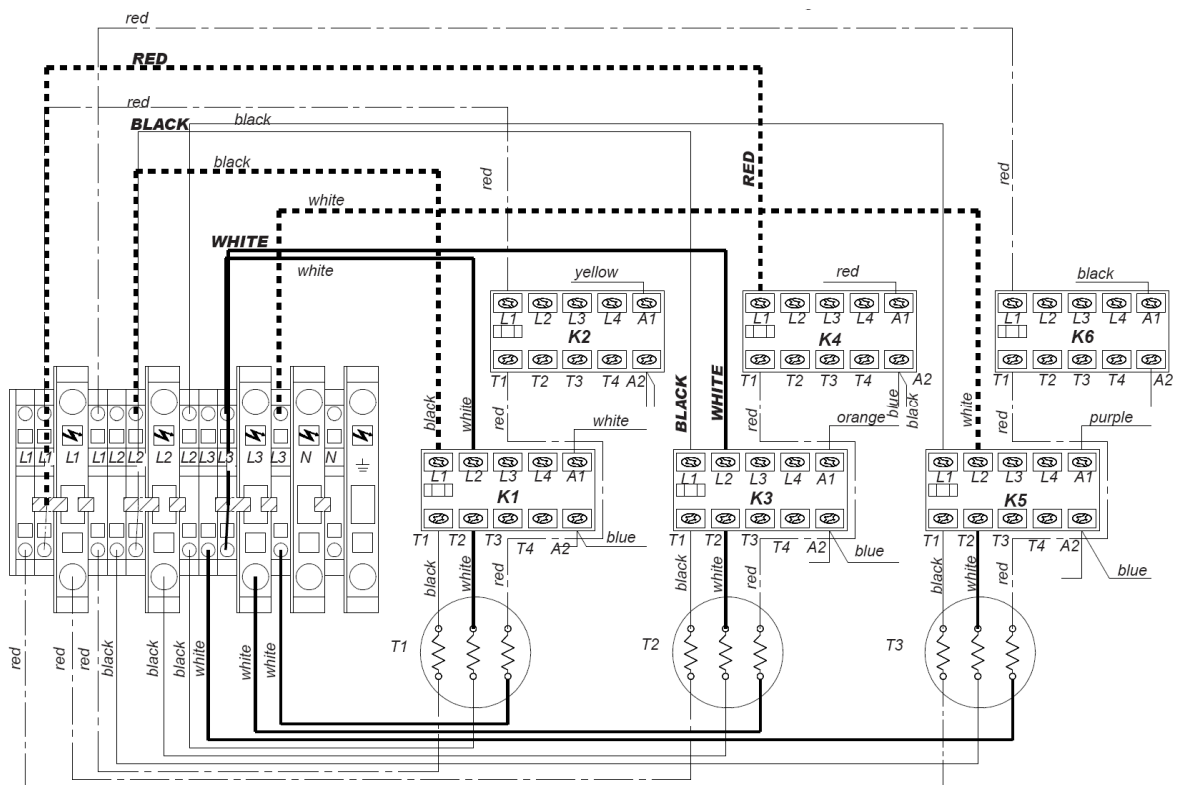 red
RED
red
BLACK
black
black
white
WHITE
white
red
RED
red
yellow
red
black
L1 L2 L3 L4 A1
K2
T1 T2 T3 T4 A2
L1 L2 L3 L4 A1
K4
T1 T2 T3 T4 A2
blue
black
L1 L2 L3 L4 A1
K6
T1 T2 T3 T4 A2
black
white
red
BLACK
WHITE
red
white
red
white
orange
purple
L1 L1 L1 L1 L2 L2 L2 L2 L3 L3 L3 L3 N N
L1 L2 L3 L4 A1
K1
T1 T2 T3 T4 A2
blue
L1 L2 L3 L4 A1
K3
T1 T2 T3 T4 A2
blue
L1 L2 L3 L4 A1
K5
T1 T2 T3 T4 A2
blue
black
white
red
black
white
red
black
white
red
T1
T2
T3
red
red
red
black
black
black
white
white
white